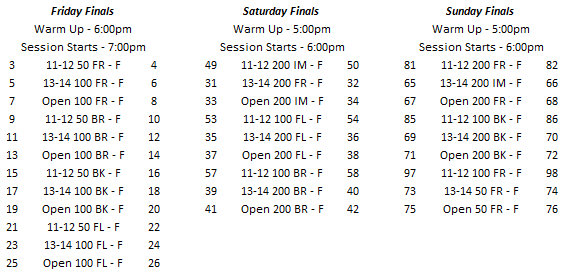 Friday Finals
Warm Up - 6:00pm
Session Starts - 7:00pm
3 11-12 50 FR - F 4
5 13-14 100 FR - F 6
7 Open 100 FR - F 8
9 11-12 50 BR - F 10
11 13-14 100 BR - F 12
13 Open 100 BR - F 14
15 11-12 50 BK - F 16
17 13-14 100 BK - F 18
19 Open 100 BK - F 20
21 11-12 50 FL - F 22
23 13-14 100 FL - F 24
25 Open 100 FL - F 26
Saturday Finals
Warm Up - 5:00pm
Session Starts - 6:00pm
49 11-12 200 IM - F 50
31 13-14 200 FR - F 32
33 Open 200 IM - F 34
53 11-12 100 FL - F 54
35 13-14 200 FL - F 36
37 Open 200 FL - F 38
57 11-12 100 BR - F 58
39 13-14 200 BR - F 40
41 Open 200 BR - F 42
Sunday Finals
Warm Up - 5:00pm
Session Starts - 6:00pm
81 11-12 200 FR - F 82
65 13-14 200 IM - F 66
67 Open 200 FR - F 68
85 11-12 100 BK - F 86
69 13-14 200 BK - F 70
71 Open 200 BK - F 72
97 11-12 100 FR - F 98
73 13-14 50 FR - F 74
75 Open 50 FR - F 76